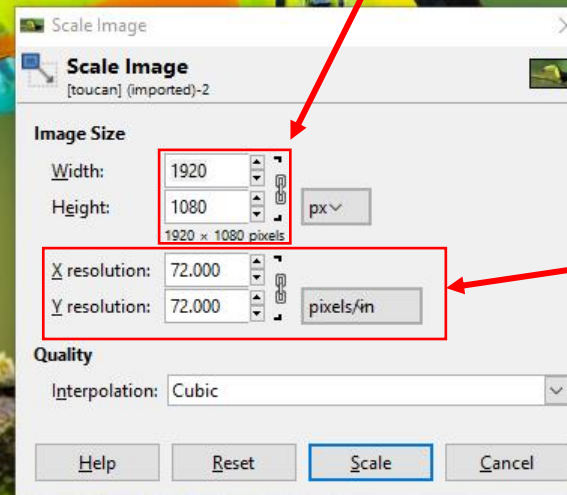 Scale Image
Scale Image
[toucan] (imported)-2
Image Size
Width: 1920
Height: 1080 px
1920 × 1080 pixels
X resolution: 72.000
Y resolution: 72.000 pixels/in
Quality
Interpolation: Cubic
Help Reset Scale Cancel